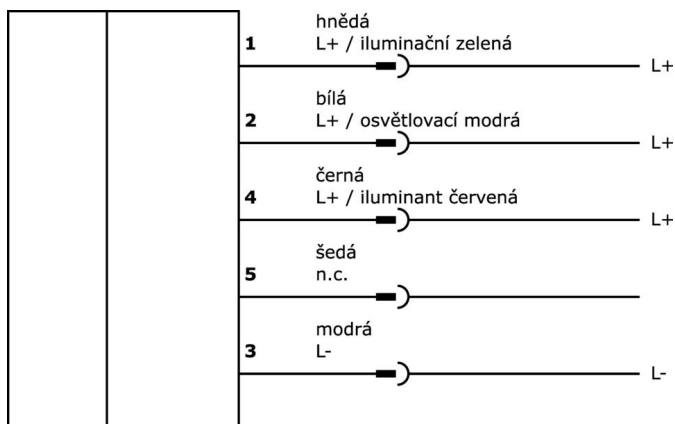 hnědá
1 L+ / iluminační zelená
L+
bílá
2 L+ / osvětlovací modrá
L+
černá
4 L+ / iluminant červená
L+
šedá
5 n.c.
modrá
3 L-
L-